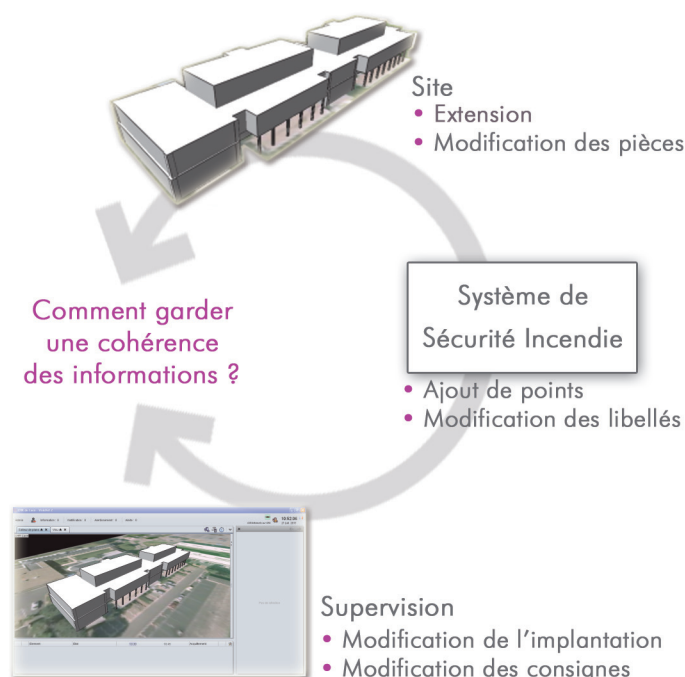 Site
• Extension
• Modification des pièces
Comment garder
une cohérence
des informations ?
Système de
Sécurité Incendie
• Ajout de points
• Modification des libellés
Supervision
• Modification de l'implantation
• Modification des consignes